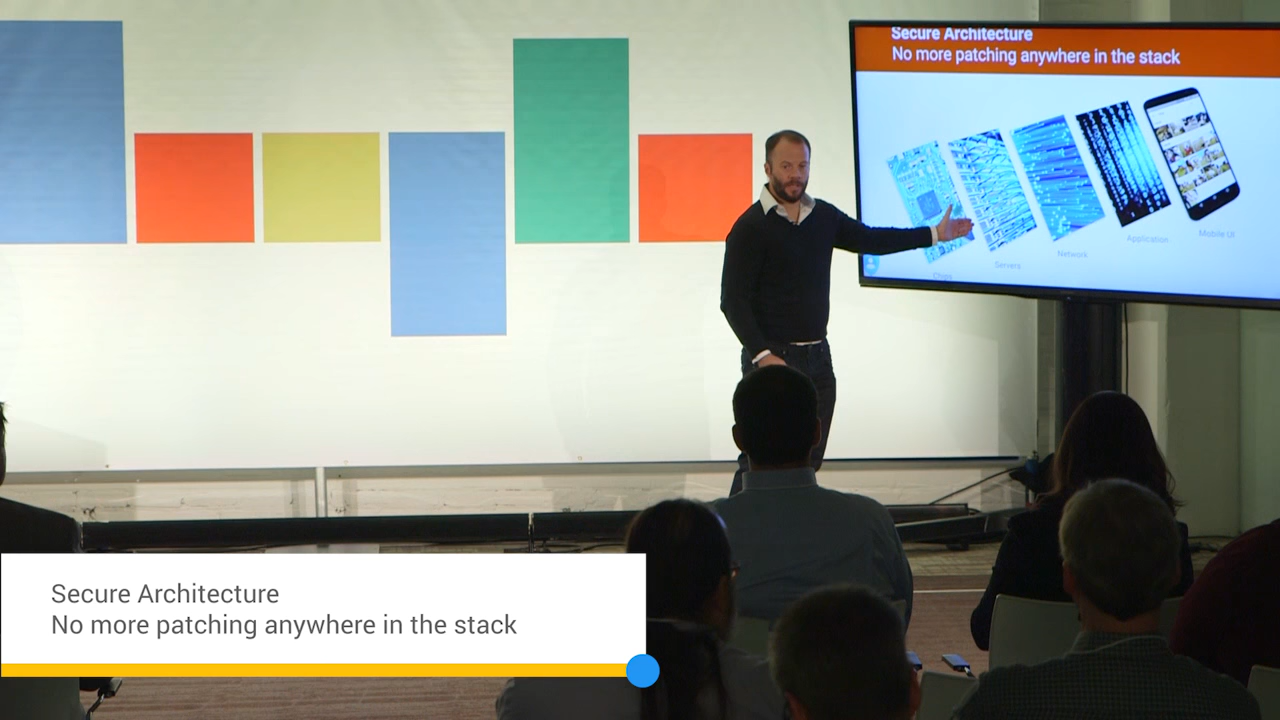 Secure Architecture
No more patching anywhere in the stack
Chips
Servers
Network
Application
Mobile UI
Secure Architecture
No more patching anywhere in the stack